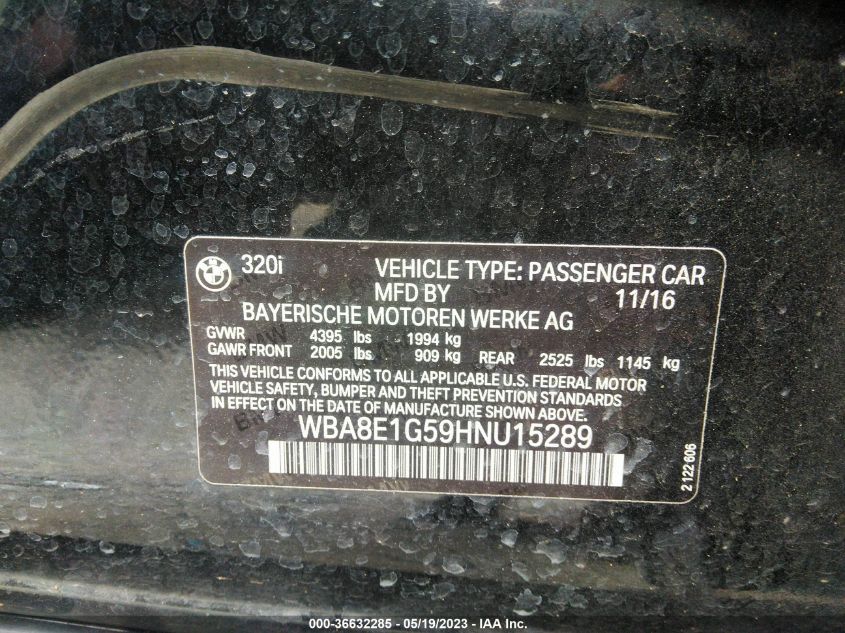 320i VEHICLE TYPE: PASSENGER CAR
MFD BY 11/16
BAYERISCHE MOTOREN WERKE AG
GVWR 4395 lbs 1994 kg
GAWR FRONT 2005 lbs 909 kg REAR 2525 lbs 1145 kg
THIS VEHICLE CONFORMS TO ALL APPLICABLE U.S. FEDERAL MOTOR
VEHICLE SAFETY, BUMPER AND THEFT PREVENTION STANDARDS
IN EFFECT ON THE DATE OF MANUFACTURE SHOWN ABOVE.
WBA8E1G59HNU15289
2 122 606
000-36632285 - 05/19/2023 - IAA Inc.